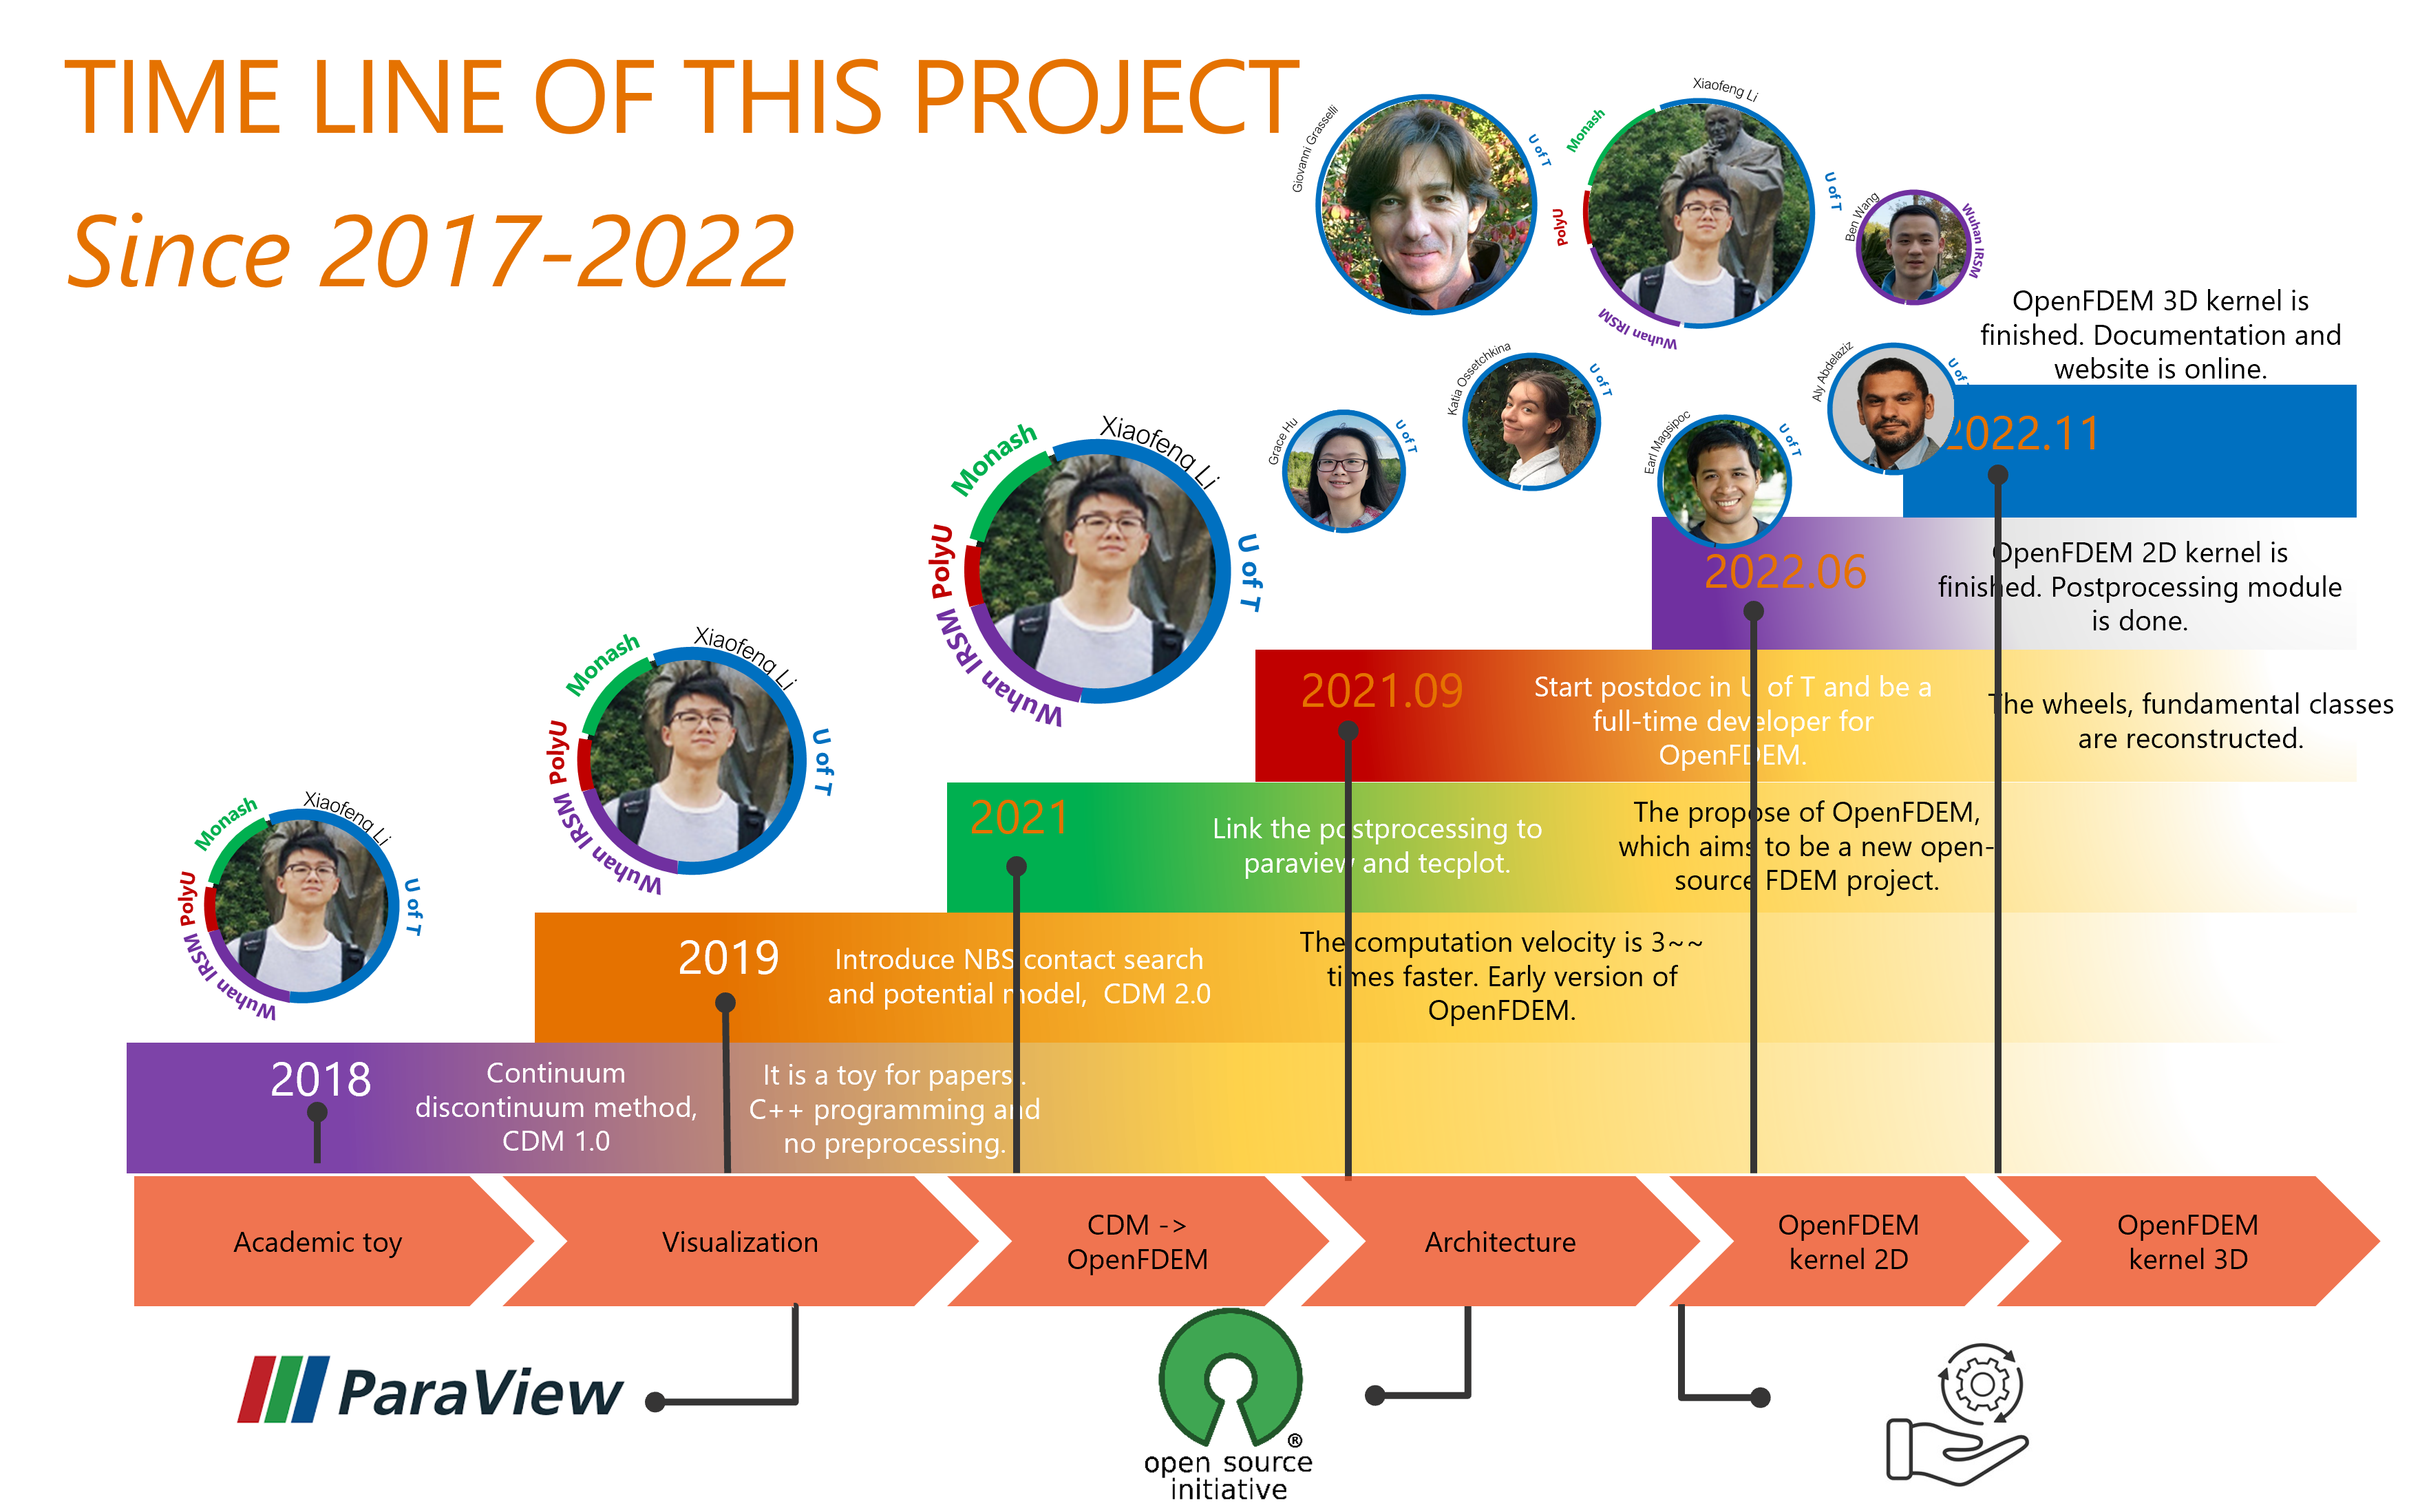 TIME LINE OF THIS PROJECT
Since 2017-2022
Giovanni Grasselli
U of T
Xiaofeng Li
Monash
PolyU
Wuhan IRSM
U of T
Ben Wang
Wuhan IRSM
Grace Hu
U of T
Katia Ossetchkina
U of T
Earl Magsipoc
U of T
Aly Abdelaziz
U of T
OpenFDEM 3D kernel is
finished. Documentation and
website is online.
2022.11
2022.06
OpenFDEM 2D kernel is
finished. Postprocessing module
is done.
Xiaofeng Li
Monash
PolyU
Wuhan IRSM
U of T
2021.09
Start postdoc in U of T and be a
full-time developer for
OpenFDEM.
The wheels, fundamental classes
are reconstructed.
Xiaofeng Li
Monash
PolyU
Wuhan IRSM
U of T
2021
Link the postprocessing to
paraview and tecplot.
The propose of OpenFDEM,
which aims to be a new open-
source FDEM project.
Xiaofeng Li
Monash
PolyU
Wuhan IRSM
U of T
2019
Introduce NBS contact search
and potential model, CDM 2.0
The computation velocity is 3~~
times faster. Early version of
OpenFDEM.
2018
Continuum
discontinuum method,
CDM 1.0
It is a toy for papers .
C++ programming and
no preprocessing.
Academic toy
Visualization
CDM ->
OpenFDEM
Architecture
OpenFDEM
kernel 2D
OpenFDEM
kernel 3D
ParaView
®
open source
initiative